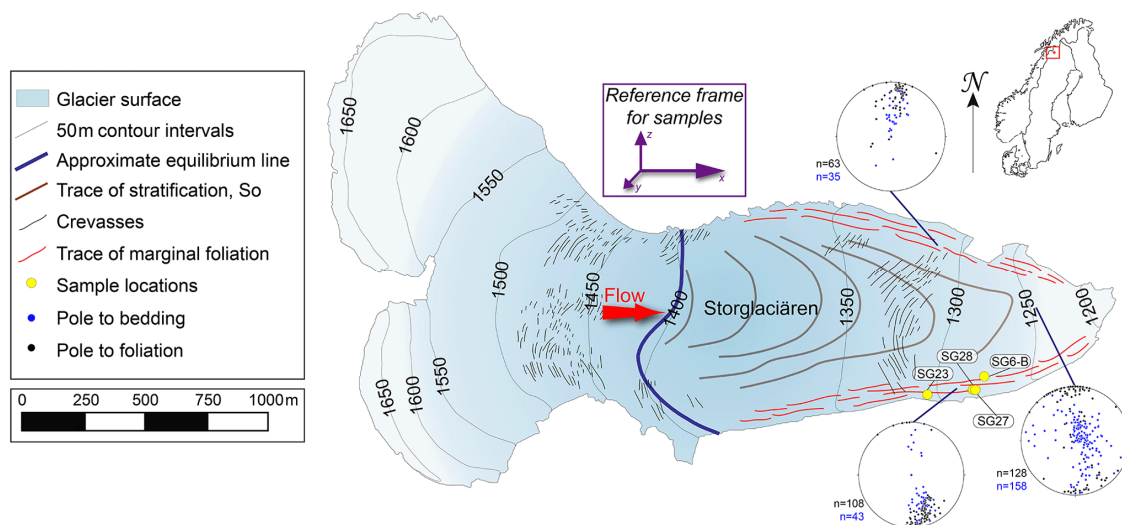 Glacier surface
50m contour intervals
Approximate equilibrium line
Trace of stratification, So
Crevasses
Trace of marginal foliation
Sample locations
Pole to bedding
Pole to foliation
0 250 500 750 1000m
1650
1600
1550
1500
1450
1400
1350
1300
1250
1200
1650
1600
1550
Reference frame
for samples
z
x
y
Flow
Storglaciären
N
n=63
n=35
SG28
SG6-B
SG23
SG27
n=128
n=158
n=108
n=43